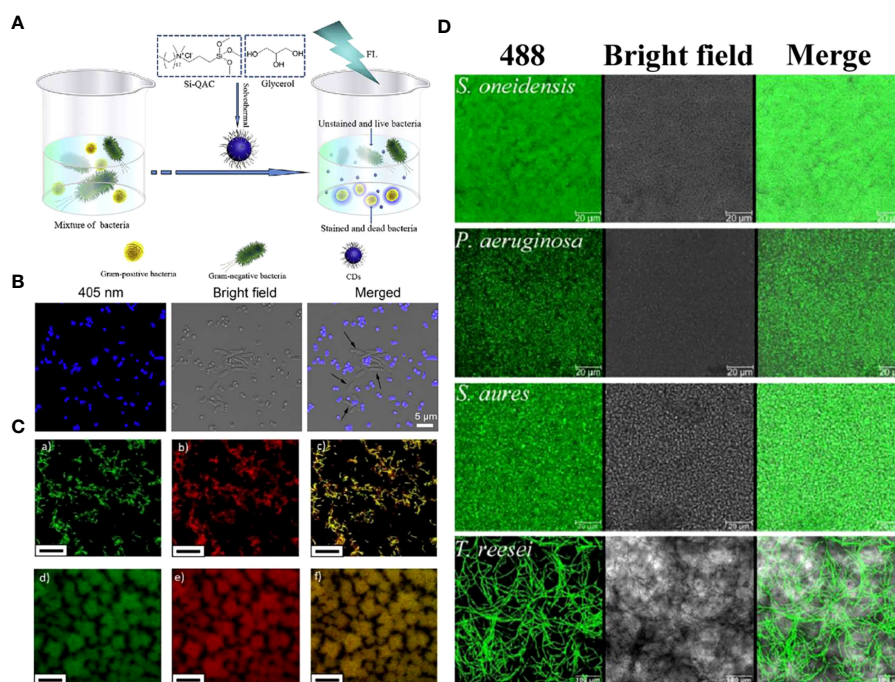 A
FL
Si-QAC
Glycerol
Solvothermal
Unstained and live bacteria
Mixture of bacteria
Stained and dead bacteria
Gram-positive bacteria
Gram-negative bacteria
CDs
B
405 nm
Bright field
Merged
5 μm
C
a)
b)
c)
d)
e)
f)
D
488
Bright field
Merge
S. oneidensis
20 μm
20 μm
20 μ
P. aeruginosa
20 μm
20 μm
20 μm
S. aures
T. reesei